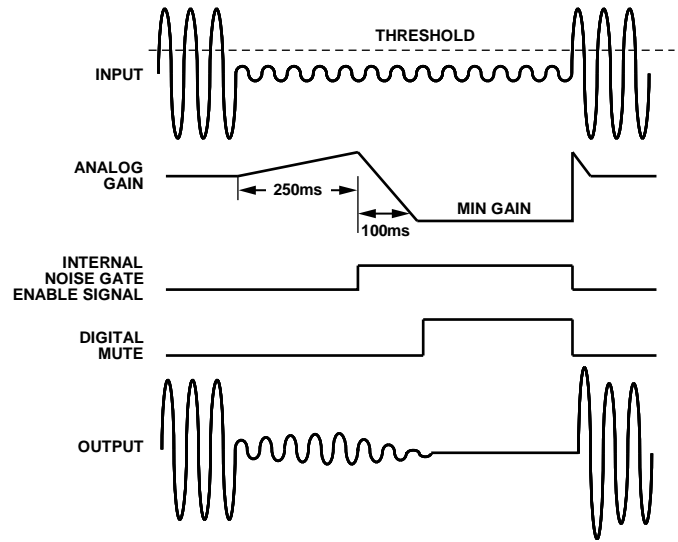 THRESHOLD
INPUT
ANALOG
GAIN
250ms
100ms
MIN GAIN
INTERNAL
NOISE GATE
ENABLE SIGNAL
DIGITAL
MUTE
OUTPUT